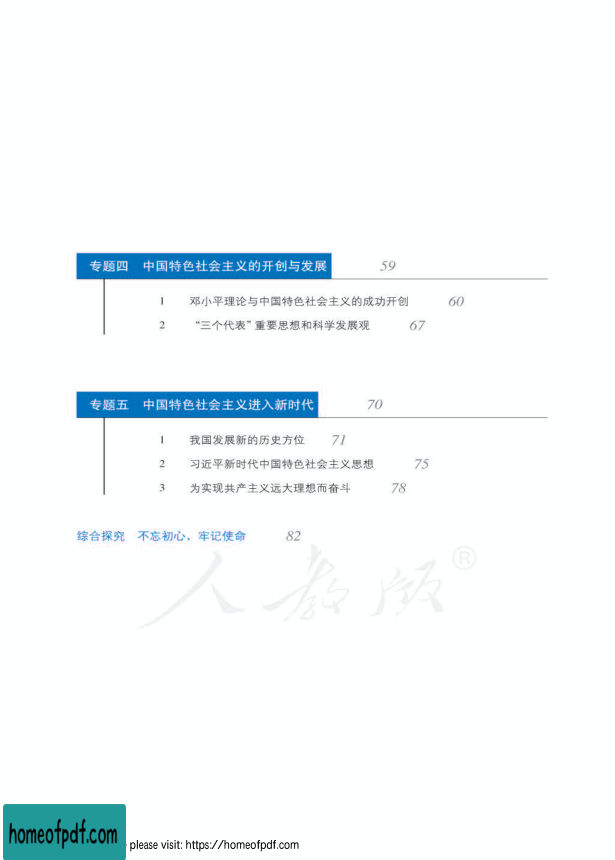 专题四 中国特色社会主义的开创与发展 59
1 邓小平理论与中国特色社会主义的成功开创 60
2 “三个代表”重要思想和科学发展观 67
专题五 中国特色社会主义进入新时代 70
1 我国发展新的历史方位 71
2 习近平新时代中国特色社会主义思想 75
3 为实现共产主义远大理想而奋斗 78
综合探究 不忘初心、牢记使命 82
人教版®
homeofpdf.com
please visit: https://homeofpdf.com